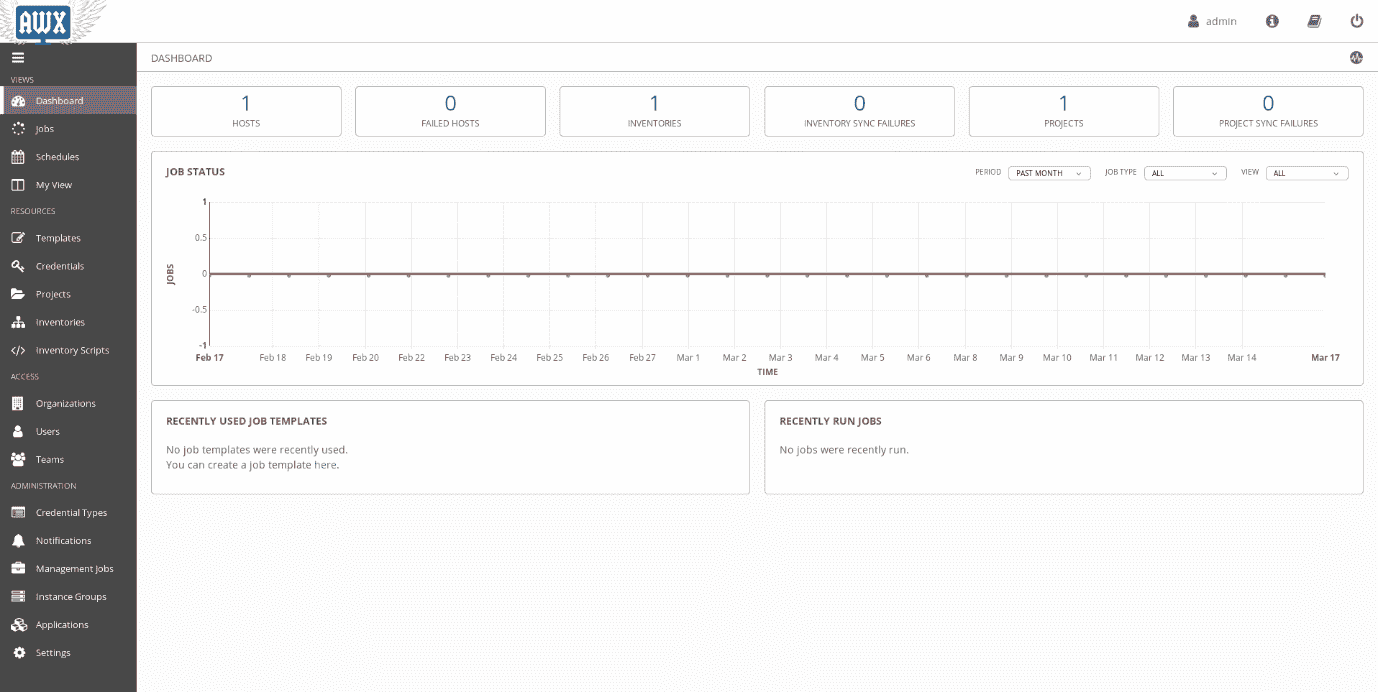 AWX
admin
VIEWS
Dashboard
Jobs
Schedules
My View
RESOURCES
Templates
Credentials
Projects
Inventories
Inventory Scripts
ACCESS
Organizations
Users
Teams
ADMINISTRATION
Credential Types
Notifications
Management Jobs
Instance Groups
Applications
Settings
DASHBOARD
1 0 1 0 1 0
HOSTS FAILED HOSTS INVENTORIES INVENTORY SYNC FAILURES PROJECTS PROJECT SYNC FAILURES
JOB STATUS PERIOD PAST MONTH JOB TYPE ALL VIEW ALL
1
0.5
0
-0.5
-1
JOBS
Feb 17 Feb 18 Feb 19 Feb 20 Feb 22 Feb 23 Feb 24 Feb 25 Feb 26 Feb 27 Mar 1 Mar 2 Mar 3 Mar 4 Mar 5 Mar 6 Mar 8 Mar 9 Mar 10 Mar 11 Mar 12 Mar 13 Mar 14 Mar 17
TIME
RECENTLY USED JOB TEMPLATES
No job templates were recently used.
You can create a job template here.
RECENTLY RUN JOBS
No jobs were recently run.